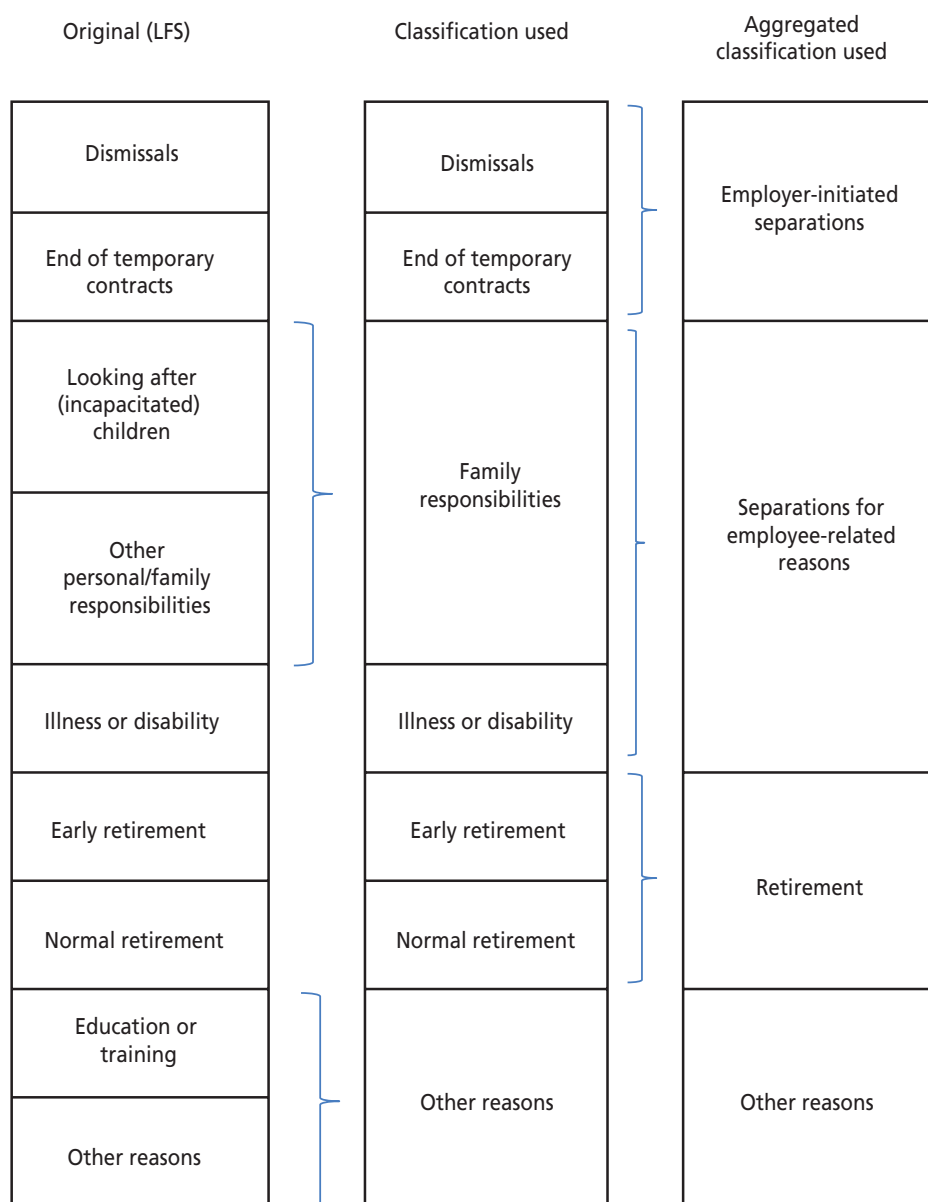 Original (LFS)
Classification used
Aggregated
classification used
Dismissals
End of temporary
contracts
Looking after
(incapacitated)
children
Other
personal/family
responsibilities
Illness or disability
Early retirement
Normal retirement
Education or
training
Other reasons
Dismissals
End of temporary
contracts
Family
responsibilities
Illness or disability
Early retirement
Normal retirement
Other reasons
Employer-initiated
separations
Separations for
employee-related
reasons
Retirement
Other reasons